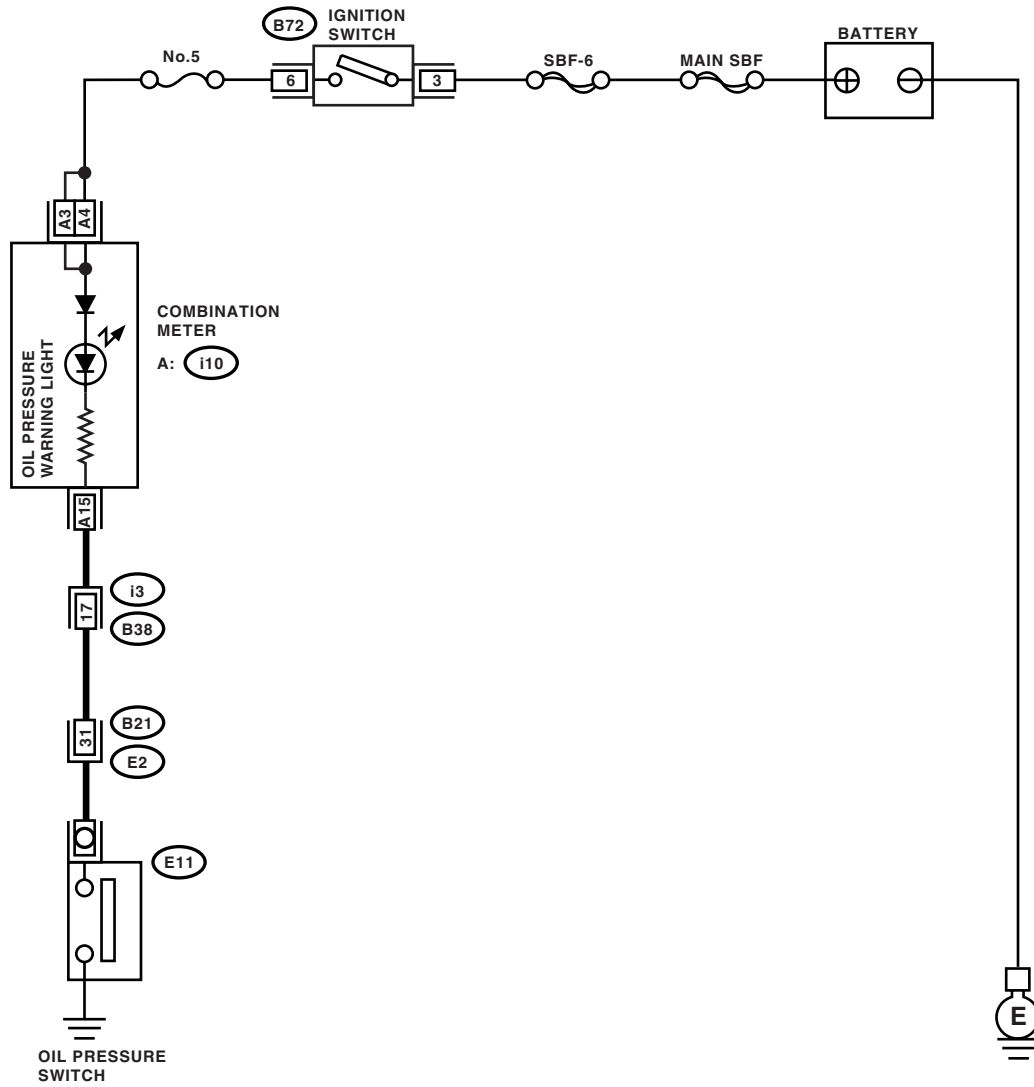 B72
IGNITION
SWITCH
No.5
6
3
SBF-6
MAIN SBF
BATTERY
A3
A4
OIL PRESSURE
WARNING LIGHT
COMBINATION
METER
A: i10
A15
17
i3
B38
31
B21
E2
E11
OIL PRESSURE
SWITCH
E